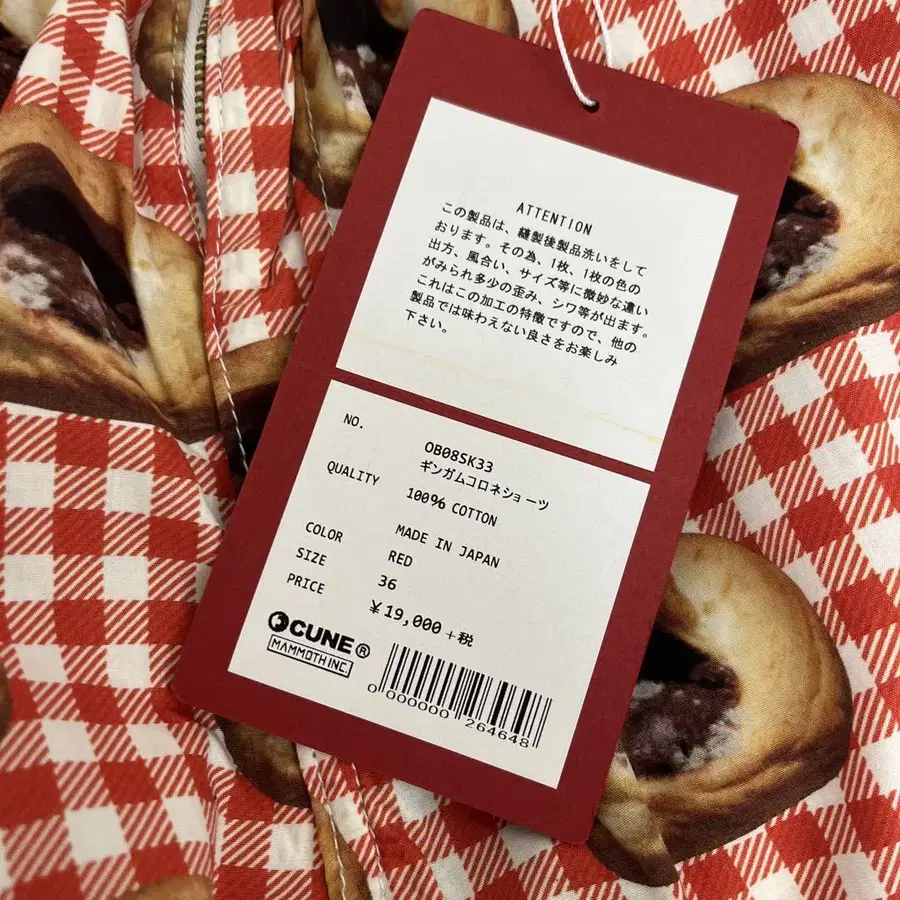 ATTENTION
この製品は、縫製後製品洗いをして
おります。その為、1枚、1枚の色の
出方、風合い、サイズ等に微妙な違い
がみられ多少の歪み、シワ等が出ます。
これはこの加工の特徴ですので、他の
製品では味わえない良さをお楽しみ
下さい。
NO. OB08SK33
ギンガムコロネショーツ
QUALITY 100% COTTON
MADE IN JAPAN
COLOR RED
SIZE 36
PRICE ¥19,000+税
CUNE®
MAMMOTH INC.
0 000000 264648